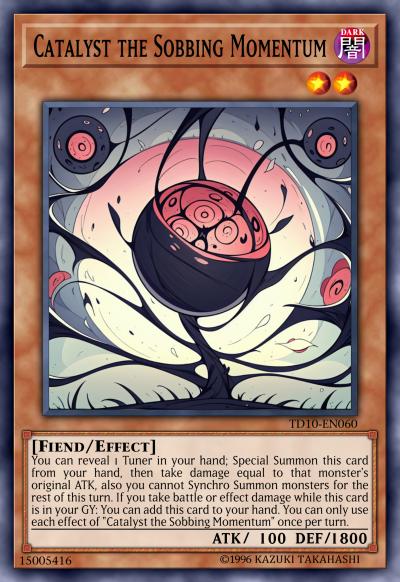 CATALYST THE SOBBING MOMENTUM
DARK
闇
TD10-EN060
[FIEND/EFFECT]
You can reveal 1 Tuner in your hand; Special Summon this card
from your hand, then take damage equal to that monster's
original ATK, also you cannot Synchro Summon monsters for the
rest of this turn. If you take battle or effect damage while this card
is in your GY: You can add this card to your hand. You can only use
each effect of "Catalyst the Sobbing Momentum" once per turn.
ATK/ 100 DEF/1800
15005416 ©1996 KAZUKI TAKAHASHI